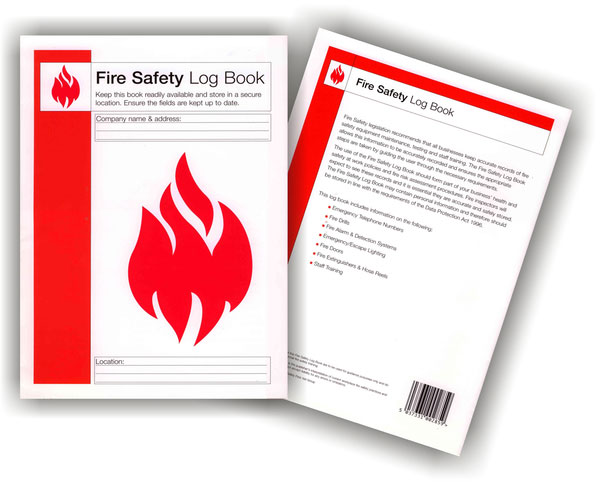 Fire Safety Log Book
Keep this book readily available and store in a secure
location. Ensure the fields are kept up to date.
Company name & address:
Location:
Fire Safety Log Book
Fire Safety legislation recommends that all businesses keep accurate records of fire
safety equipment maintenance, testing and staff training. The Fire Safety Log Book
allows this information to be accurately recorded and ensures the appropriate
steps are taken by guiding the user through the necessary requirements.
The use of the Fire Safety Log Book should form part of your business' health and
safety at work policies and fire risk assessment procedures. Fire Inspectors will
expect to see these records and it is essential they are accurate and safely stored.
The Fire Safety Log Book may contain personal information and therefore should
be stored in line with the requirements of the Data Protection Act 1998.
This log book includes information on the following:
Emergency Telephone Numbers
Fire Drills
Fire Alarm & Detection Systems
Emergency/Escape Lighting
Fire Doors
Fire Extinguishers & Hose Reels
Staff Training